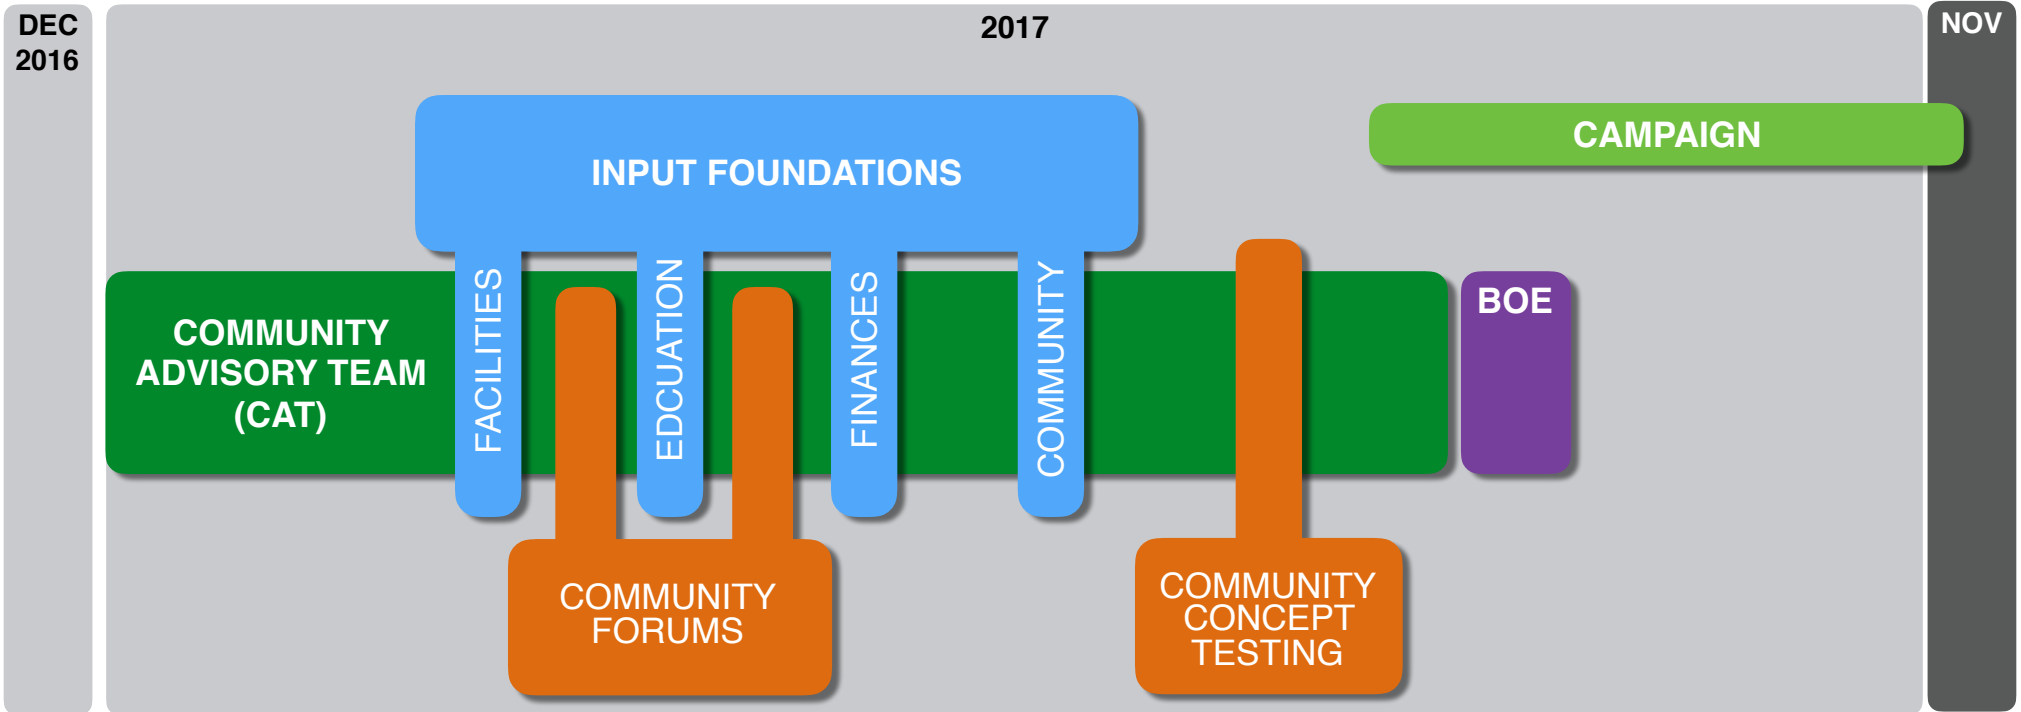 DEC
2016
2017
NOV
INPUT FOUNDATIONS
CAMPAIGN
COMMUNITY
ADVISORY TEAM
(CAT)
FACILITIES
EDCUATION
FINANCES
COMMUNITY
BOE
COMMUNITY
FORUMS
COMMUNITY
CONCEPT
TESTING